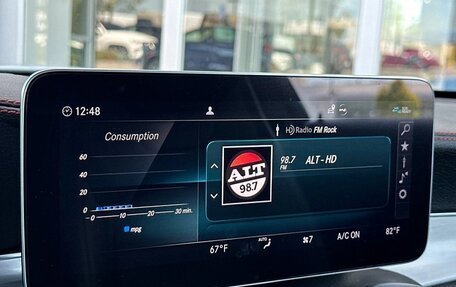 12:48
HD Radio FM Rock
Consumption
60
40
20
0
0 10 20 30 min.
mpg
ALT
98.7
98.7 ALT-HD
FM
67°F AUTO 7 A/C ON 82°F